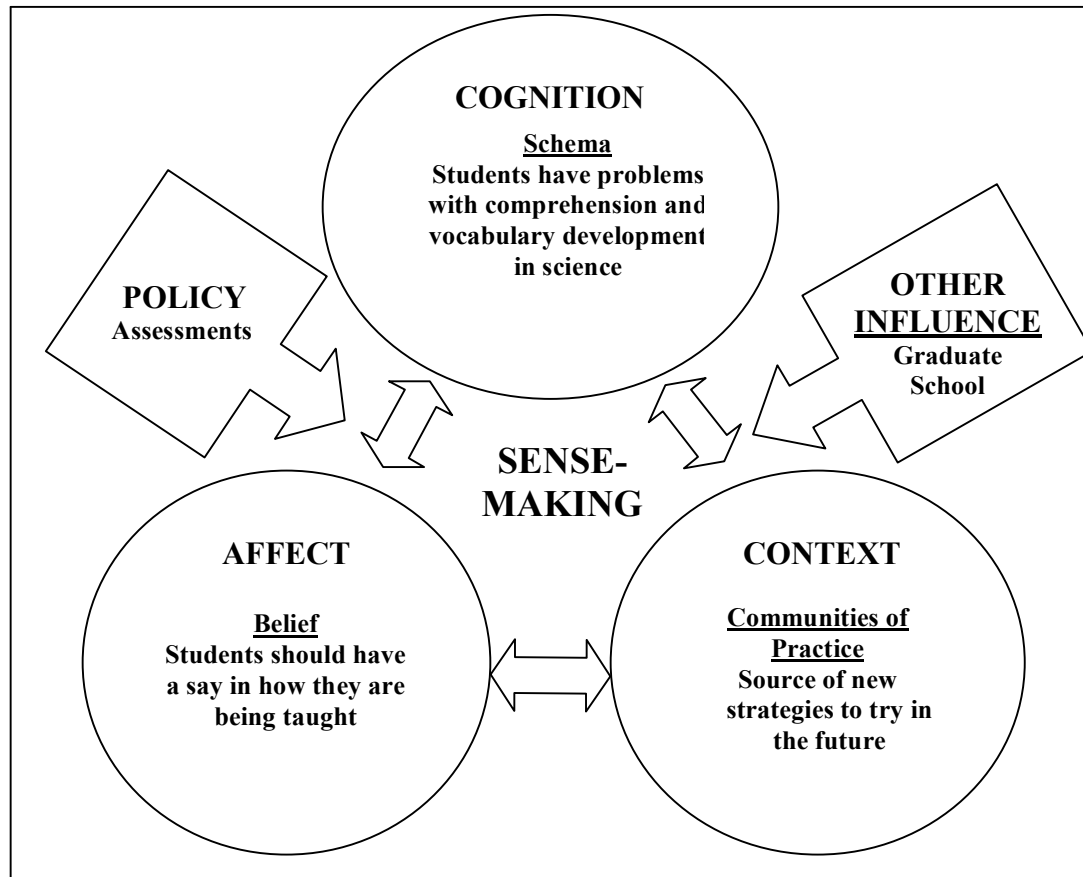 COGNITION
Schema
Students have problems
with comprehension and
vocabulary development
in science
POLICY
Assessments
OTHER
INFLUENCE
Graduate
School
SENSE-
MAKING
AFFECT
Belief
Students should have
a say in how they are
being taught
CONTEXT
Communities of
Practice
Source of new
strategies to try in
the future